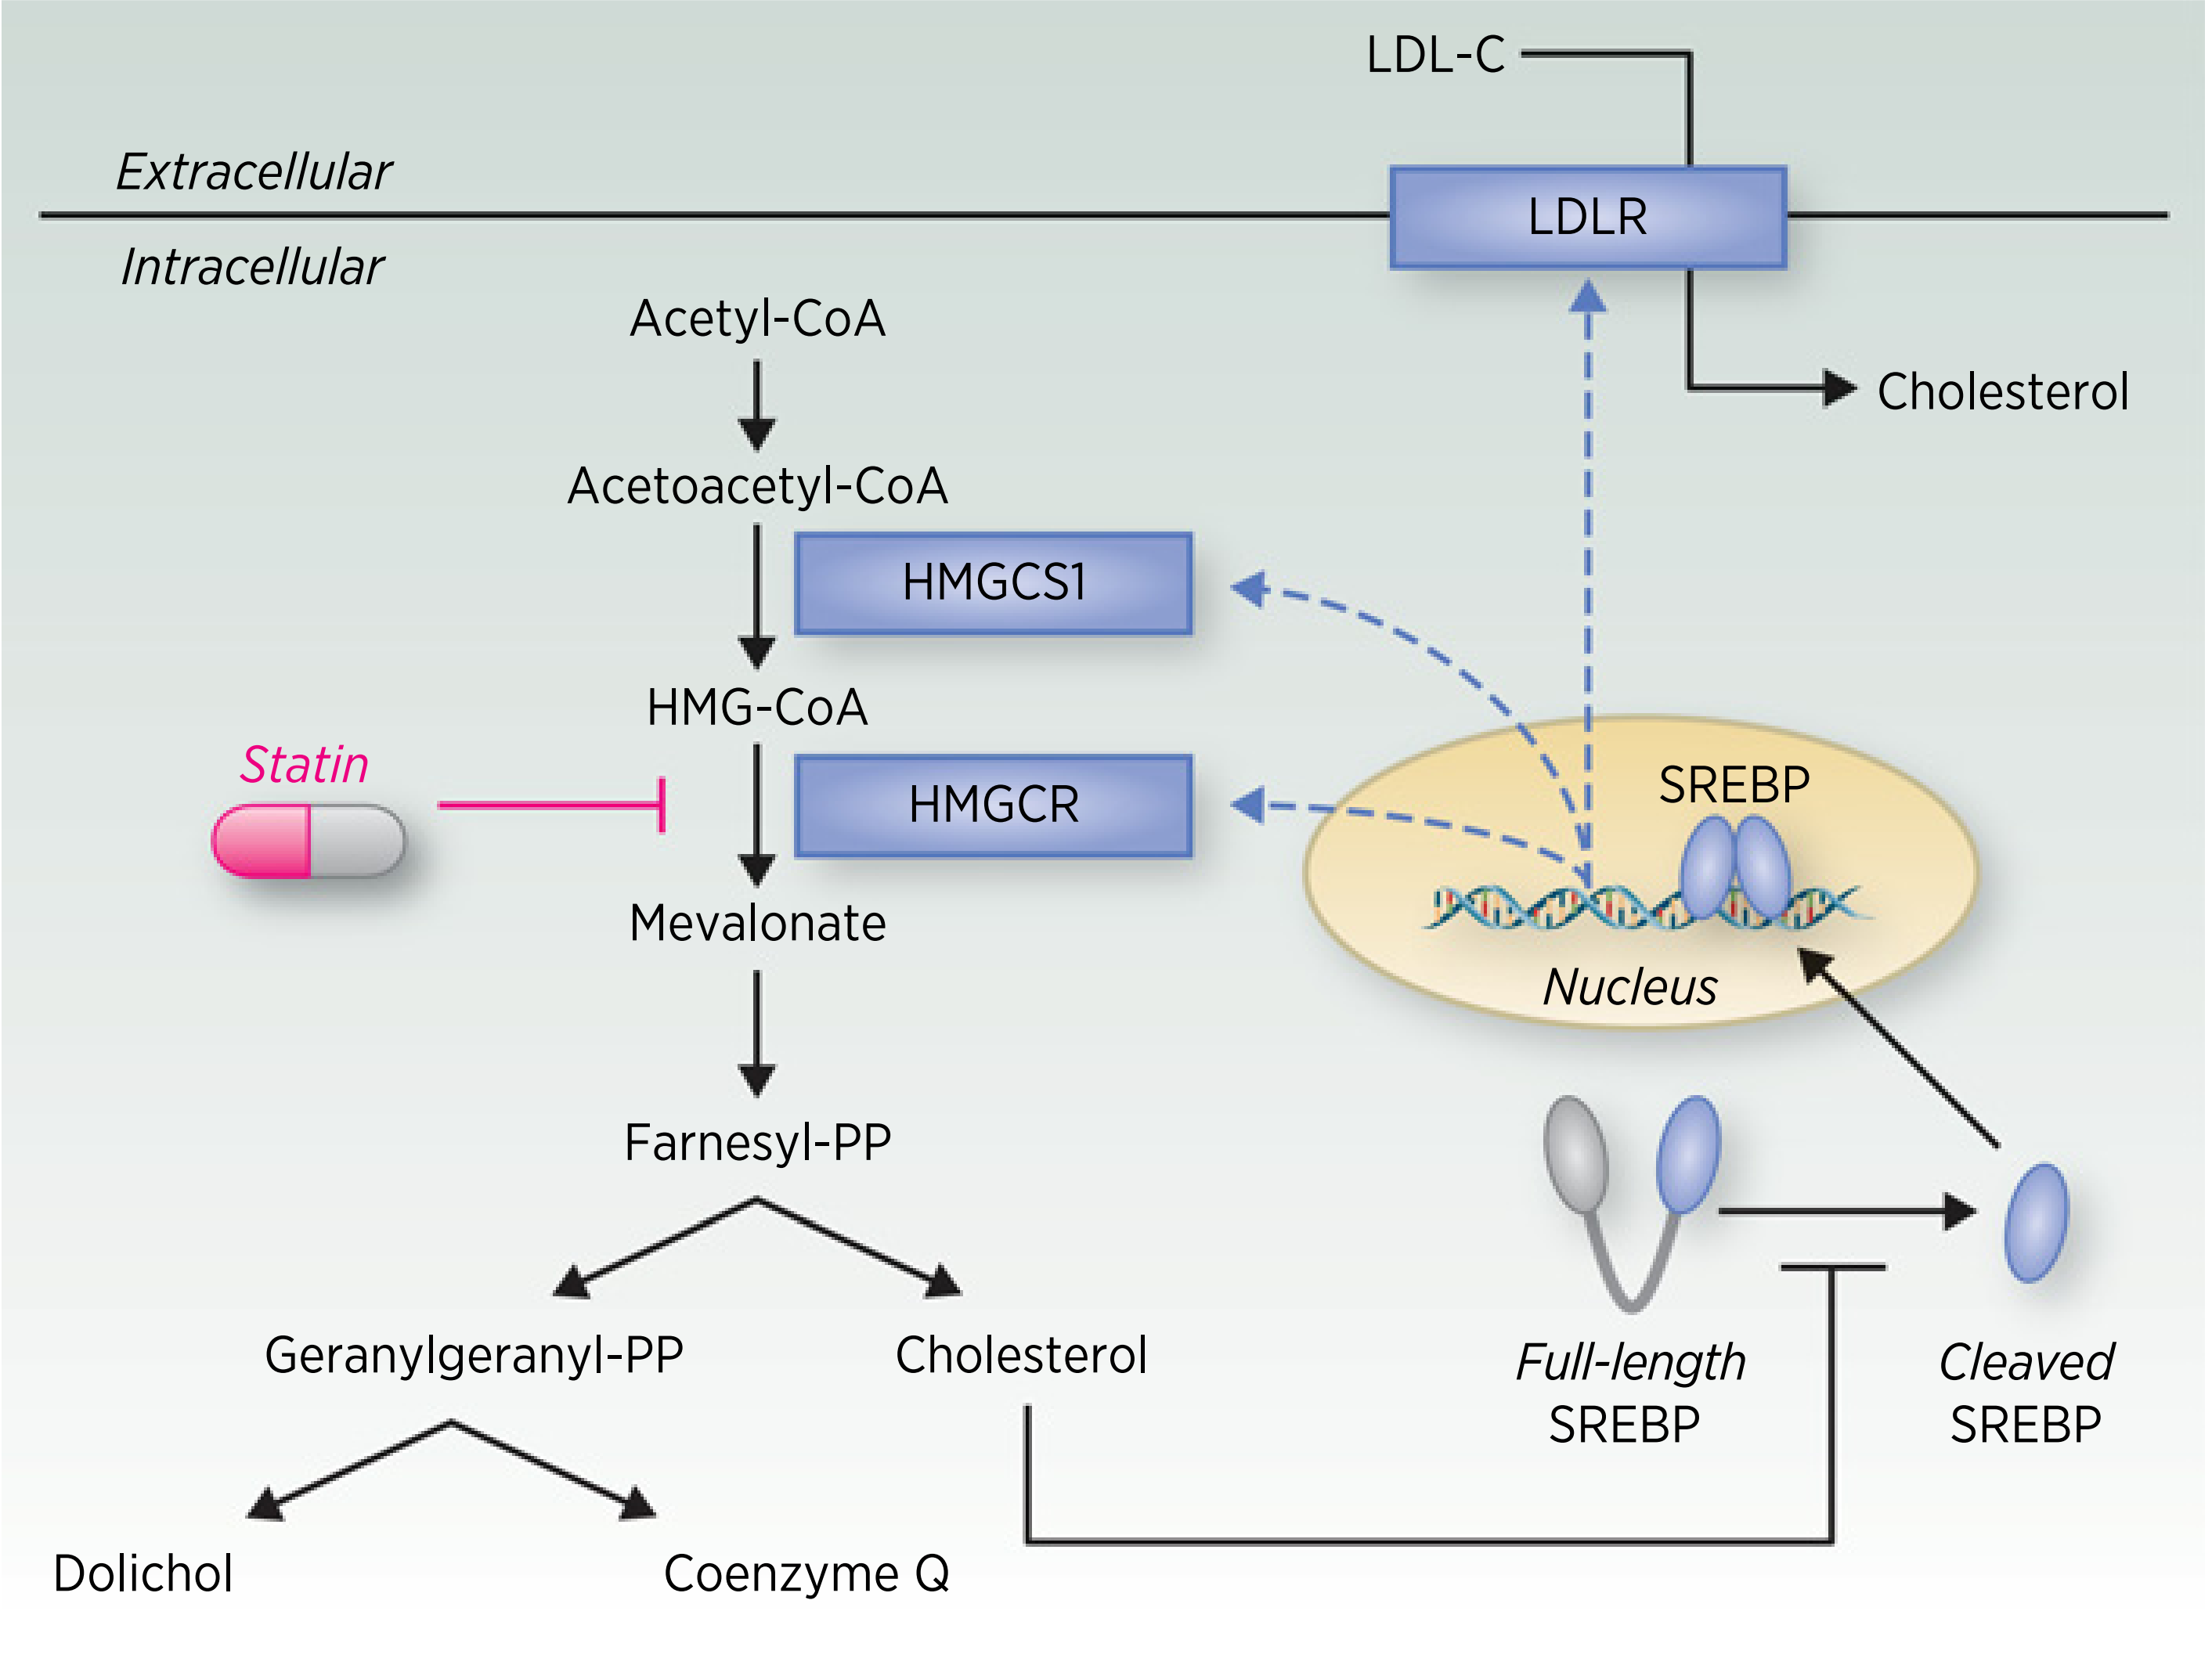 LDL-C
Extracellular
LDLR
Intracellular
Acetyl-CoA
Cholesterol
Acetoacetyl-CoA
HMGCS1
HMG-CoA
Statin
HMGCR
SREBP
Mevalonate
Nucleus
Farnesyl-PP
Geranylgeranyl-PP
Cholesterol
Full-length
SREBP
Cleaved
SREBP
Dolichol
Coenzyme Q